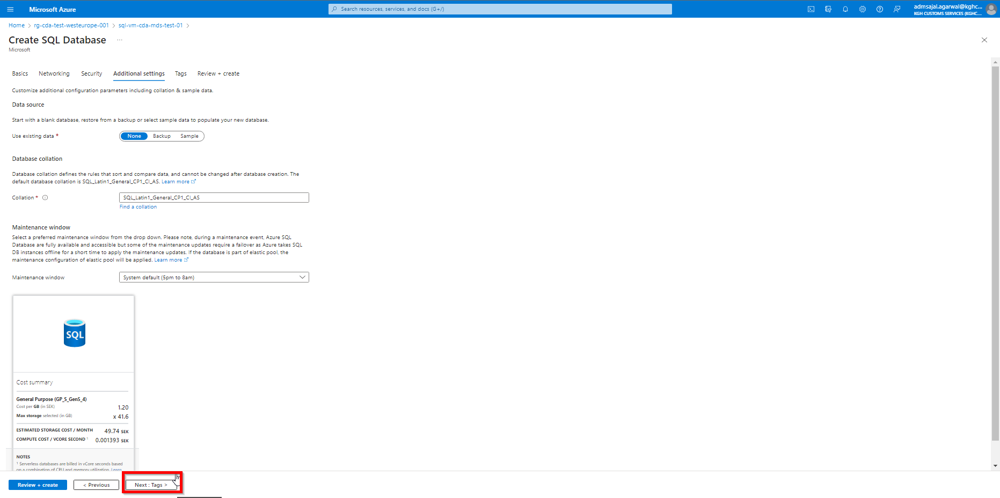 Microsoft Azure
Search resources, services, and docs (G+/)
admsajal.agarwal@kghc...
KGH CUSTOMS SERVICES (KGHC....
Home > rg-cda-test-westeurope-001 > sql-vm-cda-mds-test-01 >
Create SQL Database ...
Microsoft
Basics Networking Security Additional settings Tags Review + create
Customize additional configuration parameters including collation & sample data.
Data source
Start with a blank database, restore from a backup or select sample data to populate your new database.
Use existing data * None Backup Sample
Database collation
Database collation defines the rules that sort and compare data, and cannot be changed after database creation. The
default database collation is SQL_Latin1_General_CP1_CI_AS. Learn more
Collation * SQL_Latin1_General_CP1_CI_AS
Find a collation
Maintenance window
Select a preferred maintenance window from the drop down. Please note, during a maintenance event, Azure SQL
Database are fully available and accessible but some of the maintenance updates require a failover as Azure takes SQL
DB instances offline for a short time to apply the maintenance updates. If the database is part of elastic pool, the
maintenance configuration of elastic pool will be applied. Learn more
Maintenance window System default (5pm to 8am)
SQL
Cost summary
General Purpose (GP_S_Gen5_4)
Cost per GB (in SEK) 1.20
Max storage selected (in GB) x 41.6
ESTIMATED STORAGE COST / MONTH 49.74 SEK
COMPUTE COST / VCORE SECOND ¹ 0.001393 SEK
NOTES
¹ Serverless databases are billed in vCore seconds based
on a combination of CPU and memory utilization. Learn
Review + create < Previous Next : Tags >